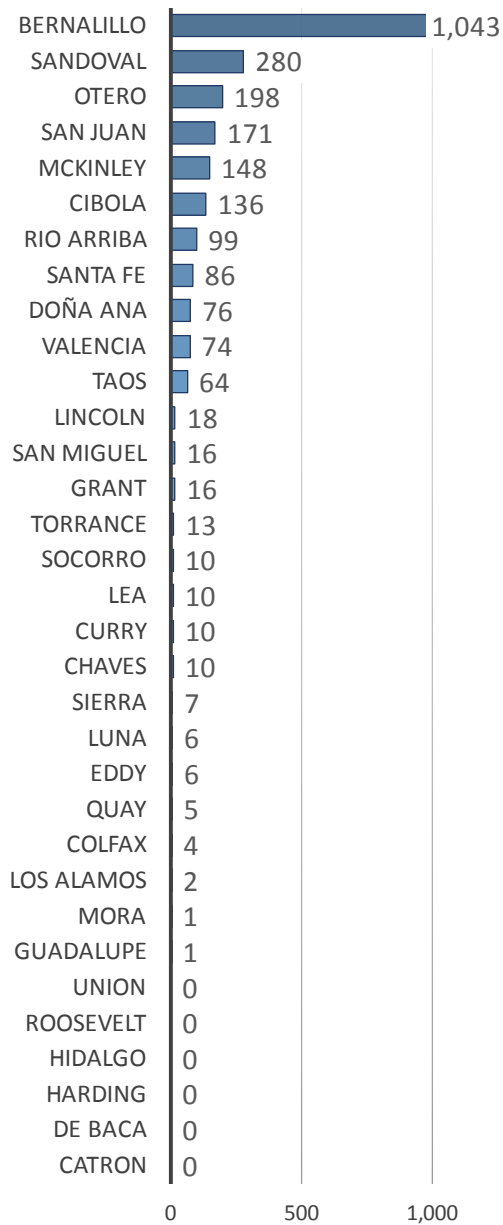 BERNALILLO 1,043
SANDOVAL 280
OTERO 198
SAN JUAN 171
MCKINLEY 148
CIBOLA 136
RIO ARRIBA 99
SANTA FE 86
DOÑA ANA 76
VALENCIA 74
TAOS 64
LINCOLN 18
SAN MIGUEL 16
GRANT 16
TORRANCE 13
SOCORRO 10
LEA 10
CURRY 10
CHAVES 10
SIERRA 7
LUNA 6
EDDY 6
QUAY 5
COLFAX 4
LOS ALAMOS 2
MORA 1
GUADALUPE 1
UNION 0
ROOSEVELT 0
HIDALGO 0
HARDING 0
DE BACA 0
CATRON 0
0 500 1,000